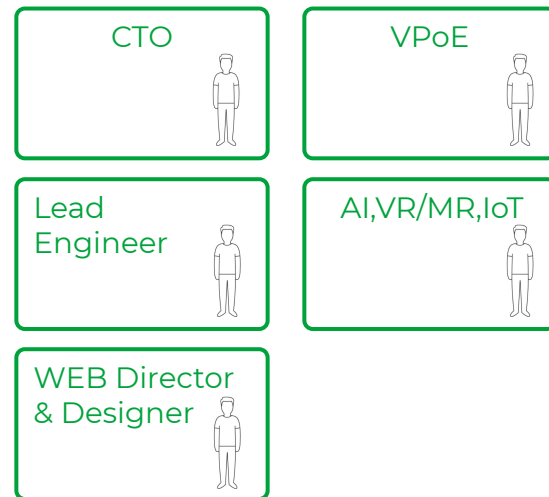 CTO
VPoE
Lead
Engineer
AI,VR/MR,IoT
WEB Director
& Designer